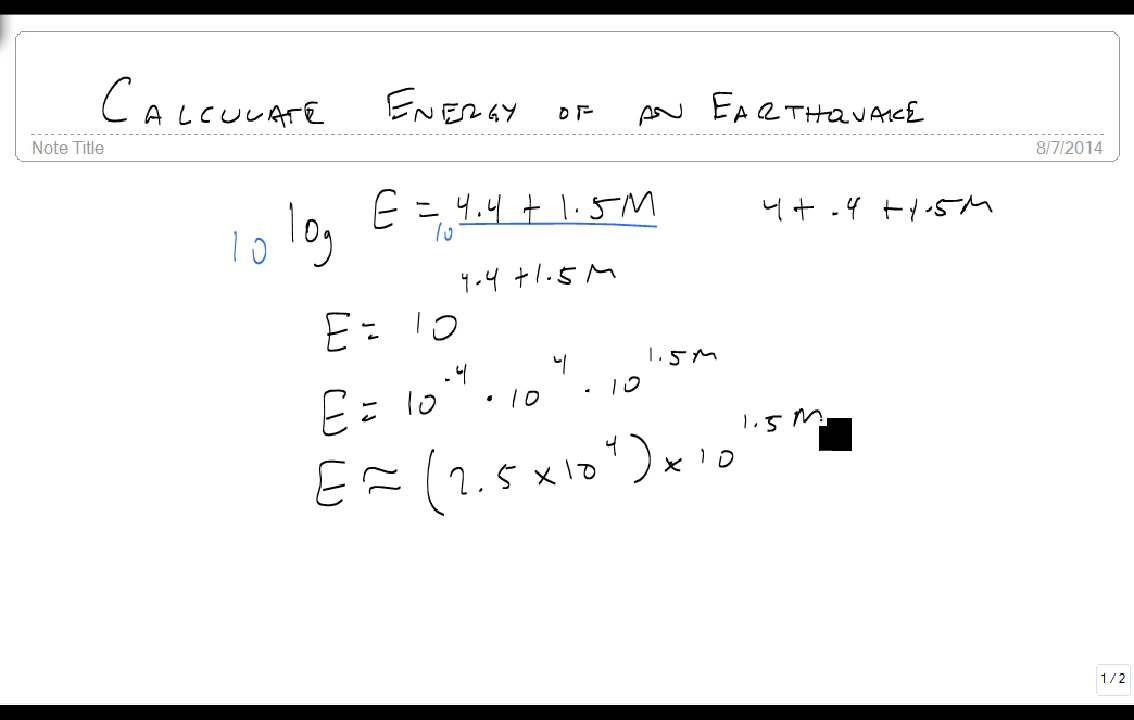 CALCULATE ENERGY OF AN EARTHQUAKE
Note Title
8/7/2014
10 log E = 10 4.4 + 1.5M
4 + .4 + 1.5M
E = 10^4.4 + 1.5M
E = 10^.4 · 10^4 · 10^1.5M
E ≈ (2.5 × 10^4) × 10^1.5M
1 / 2